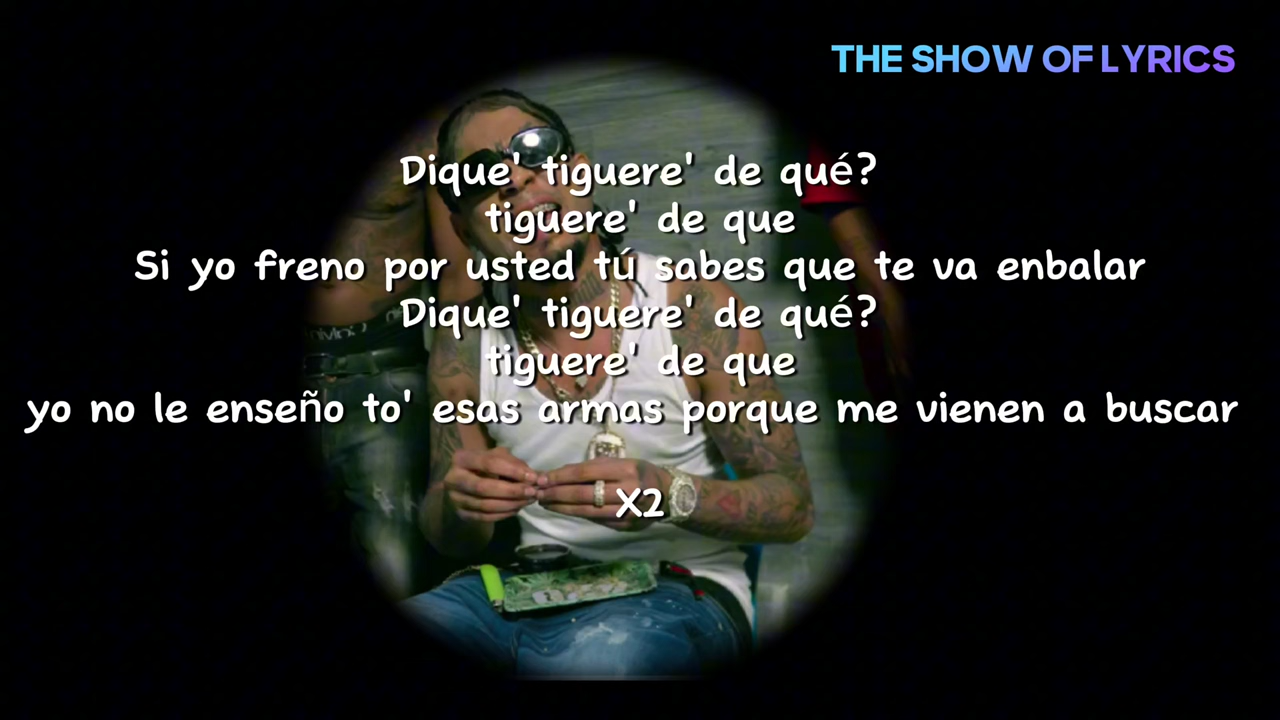 THE SHOW OF LYRICS
Dique' tiguere' de qué?
tiguere' de que
Si yo freno por usted tú sabes que te va enbalar
Dique' tiguere' de qué?
tiguere' de que
yo no le enseño to' esas armas porque me vienen a buscar
X2